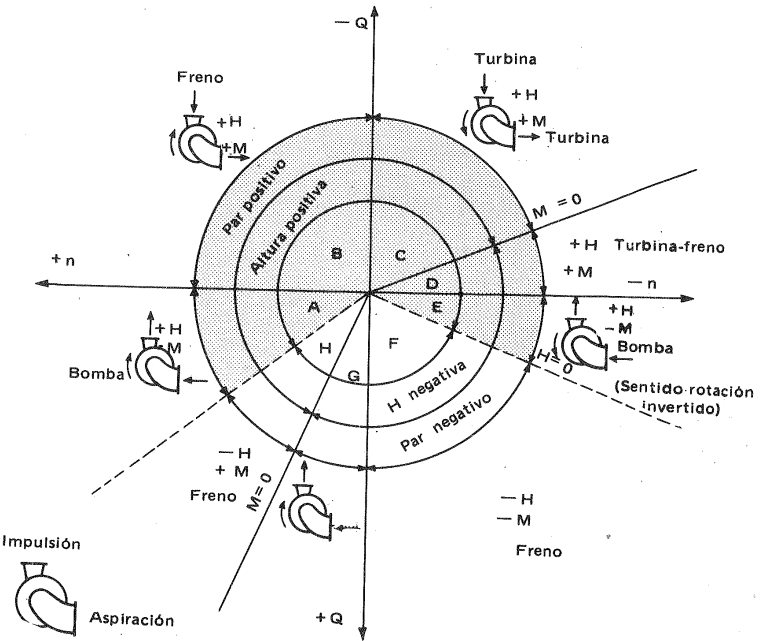 − Q
Turbina
Freno
+H
+M
Turbina
+H
+M
Par positivo
Altura positiva
M = 0
B
C
+H
Turbina-freno
+M
+n
D
− n
A
E
+H
−M
Bomba
+H
M
Bomba
H
F
G
H=0
(Sentido rotación
invertido)
H negativa
Par negativo
−H
+ M
Freno
M=0
−H
−M
Freno
Impulsión
Aspiración
+Q